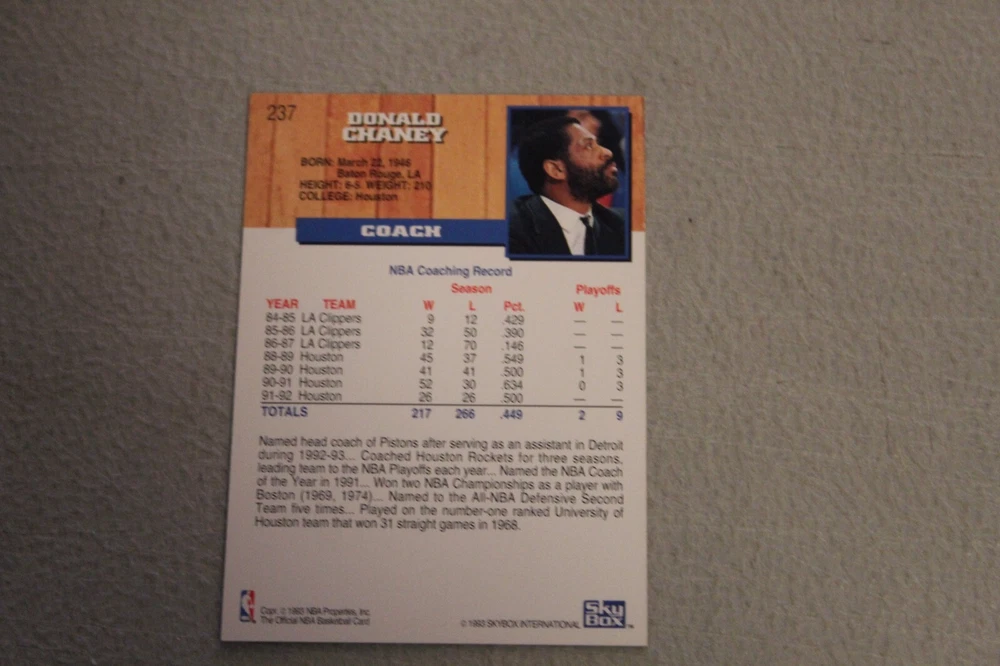 237
DONALD
CHANEY
BORN: March 22, 1946
Baton Rouge, LA
HEIGHT: 6-5. WEIGHT: 210
COLLEGE: Houston
COACH
NBA Coaching Record
Season Playoffs
YEAR TEAM W L Pct. W L
84-85 LA Clippers 9 12 .429 — —
85-86 LA Clippers 32 50 .390 — —
86-87 LA Clippers 12 70 .146 — —
88-89 Houston 45 37 .549 1 3
89-90 Houston 41 41 .500 1 3
90-91 Houston 52 30 .634 0 3
91-92 Houston 26 26 .500 — —
TOTALS 217 266 .449 2 9
Named head coach of Pistons after serving as an assistant in Detroit
during 1992-93... Coached Houston Rockets for three seasons,
leading team to the NBA Playoffs each year... Named the NBA Coach
of the Year in 1991... Won two NBA Championships as a player with
Boston (1969, 1974)... Named to the All-NBA Defensive Second
Team five times... Played on the number-one ranked University of
Houston team that won 31 straight games in 1968.
Copr. © 1993 NBA Properties, Inc.
The Official NBA Basketball Card
© 1993 SKYBOX INTERNATIONAL
Sky
Box
TM